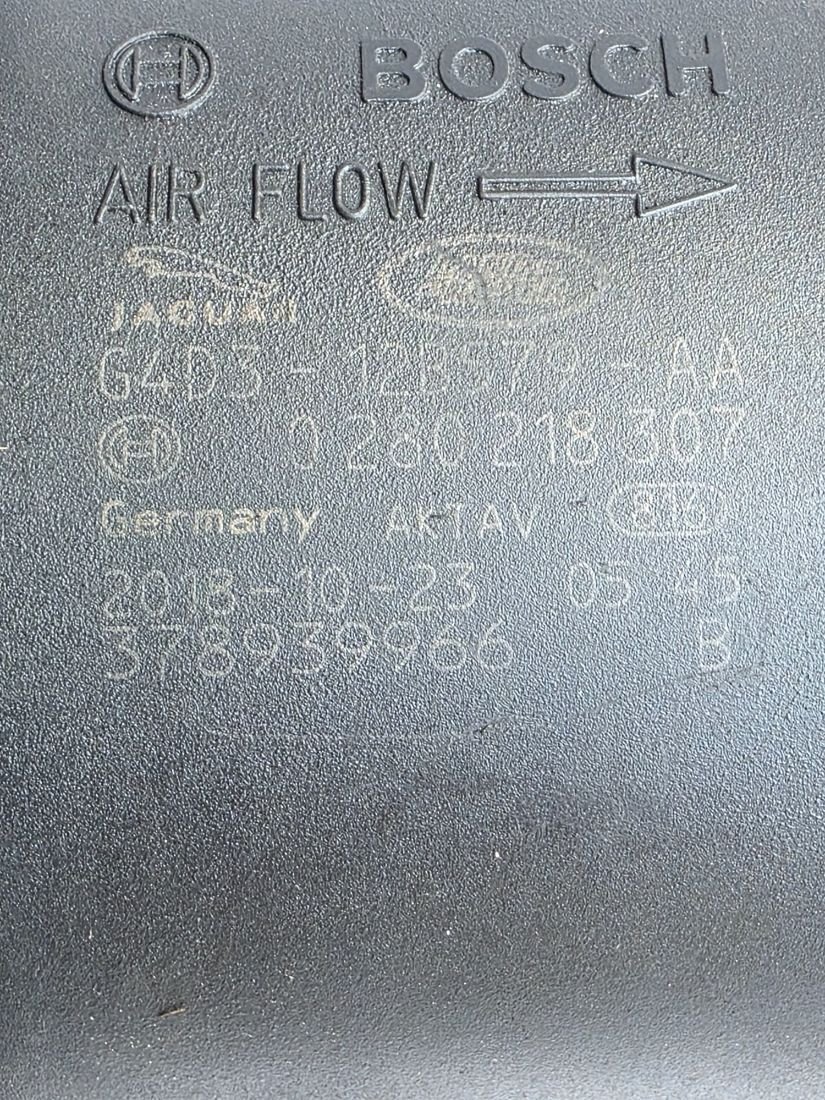 BOSCH
AIR FLOW
JAGUAR
G4D3-12B579-AA
0 280 218 307
Germany AKTAV
2018-10-23 05 45
378939966 B